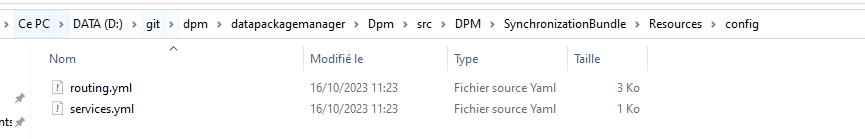 Ce PC > DATA (D:) > git > dpm > datapackagemanager > Dpm > src > DPM > SynchronizationBundle > Resources > config
Nom Modifié le Type Taille
routing.yml 16/10/2023 11:23 Fichier source Yaml 3 Ko
services.yml 16/10/2023 11:23 Fichier source Yaml 1 Ko